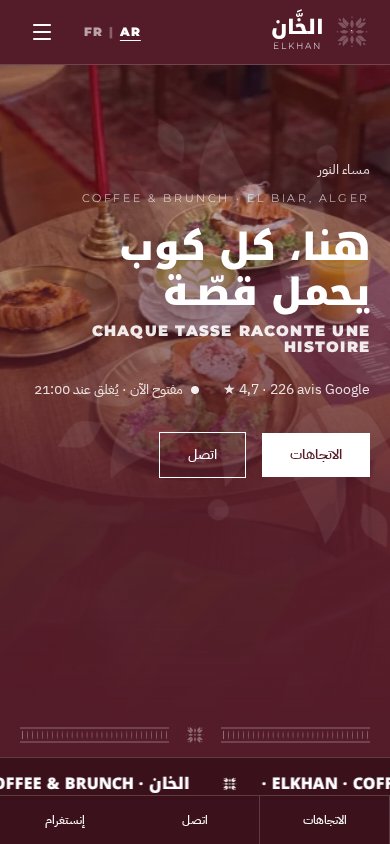 الخَّان
ELKHAN
FR | AR
مساء النور
COFFEE & BRUNCH · EL BIAR, ALGER
هنا، كل كوب
يحمل قصّة
CHAQUE TASSE RACONTE UNE
HISTOIRE
★ 4,7 · 226 avis Google
مفتوح الآن · يُغلق عند 21:00
الاتجاهات
اتصل
OFFEE & BRUNCH · الخان
· ELKHAN · COFF
الاتجاهات
اتصل
إنستغرام